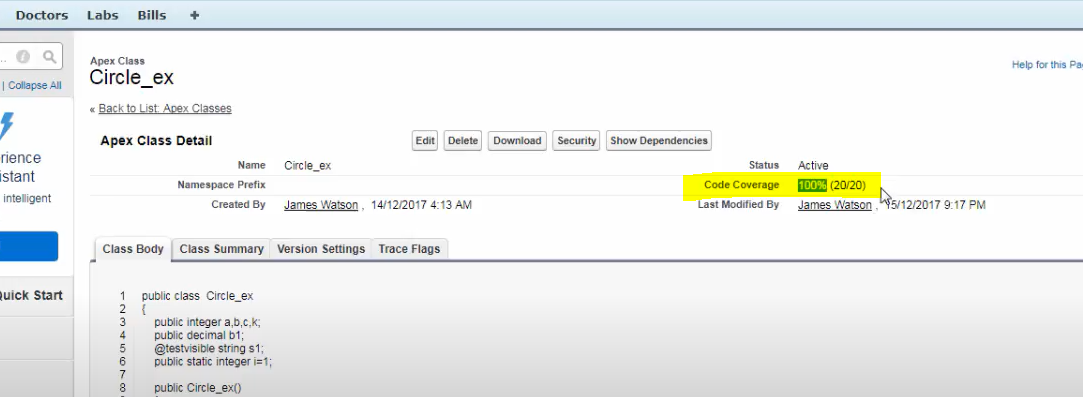 Doctors Labs Bills +
Apex Class
Circle_ex
Help for this Pa
| Collapse All
« Back to List: Apex Classes
Apex Class Detail Edit Delete Download Security Show Dependencies
Name Circle_ex Status Active
Namespace Prefix Code Coverage 100% (20/20)
Created By James Watson , 14/12/2017 4:13 AM Last Modified By James Watson , 15/12/2017 9:17 PM
rience
istant
intelligent
Class Body Class Summary Version Settings Trace Flags
Quick Start
1 public class Circle_ex
2 {
3 public integer a,b,c,k;
4 public decimal b1;
5 @testvisible string s1;
6 public static integer i=1;
7
8 public Circle_ex()